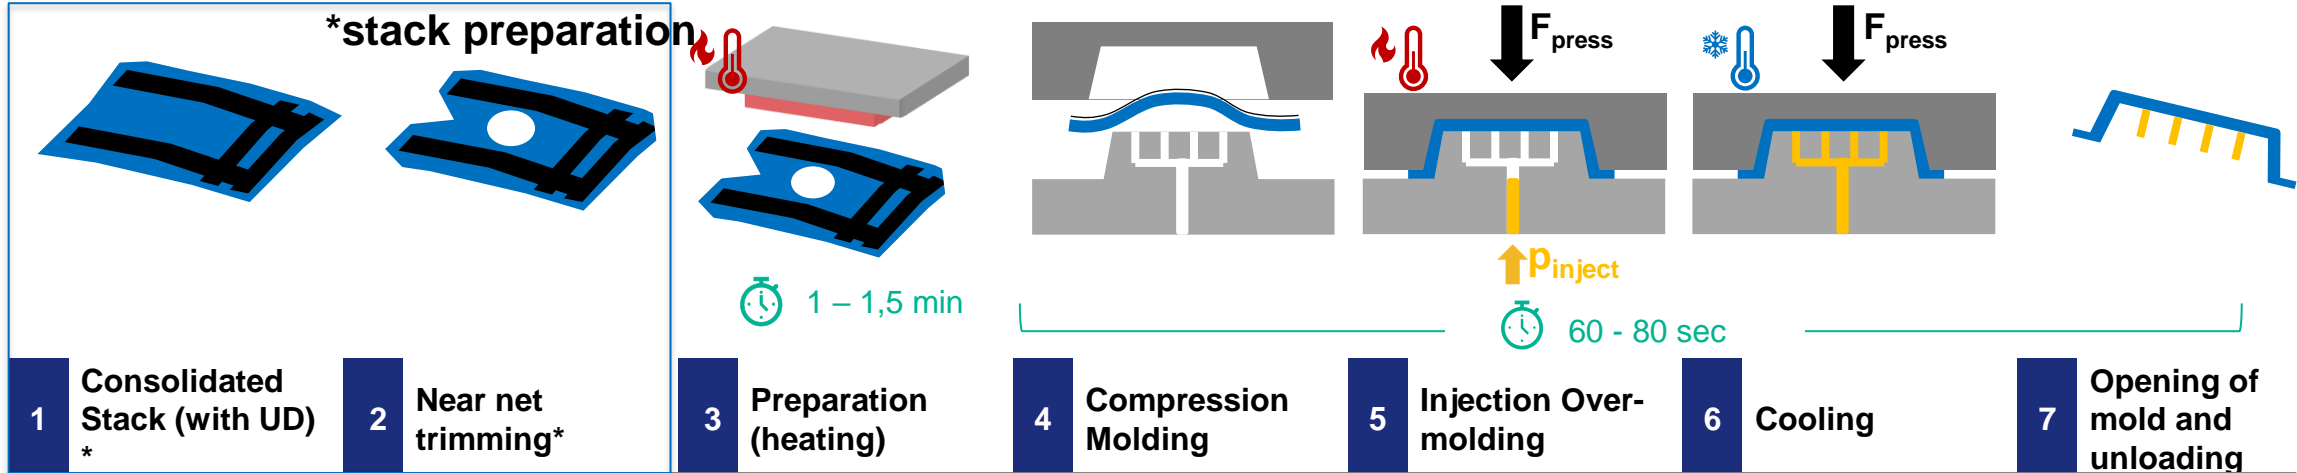 *stack preparation
F press
F press
p inject
1 – 1,5 min
60 - 80 sec
1
Consolidated
Stack (with UD)
*
2
Near net
trimming*
3
Preparation
(heating)
4
Compression
Molding
5
Injection Over-
molding
6
Cooling
7
Opening of
mold and
unloading